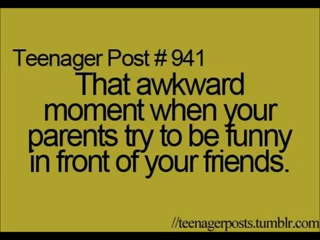 Teenager Post # 941
That awkward
moment when your
parents try to be funny
in front of your friends.
//teenagerposts.tumblr.com